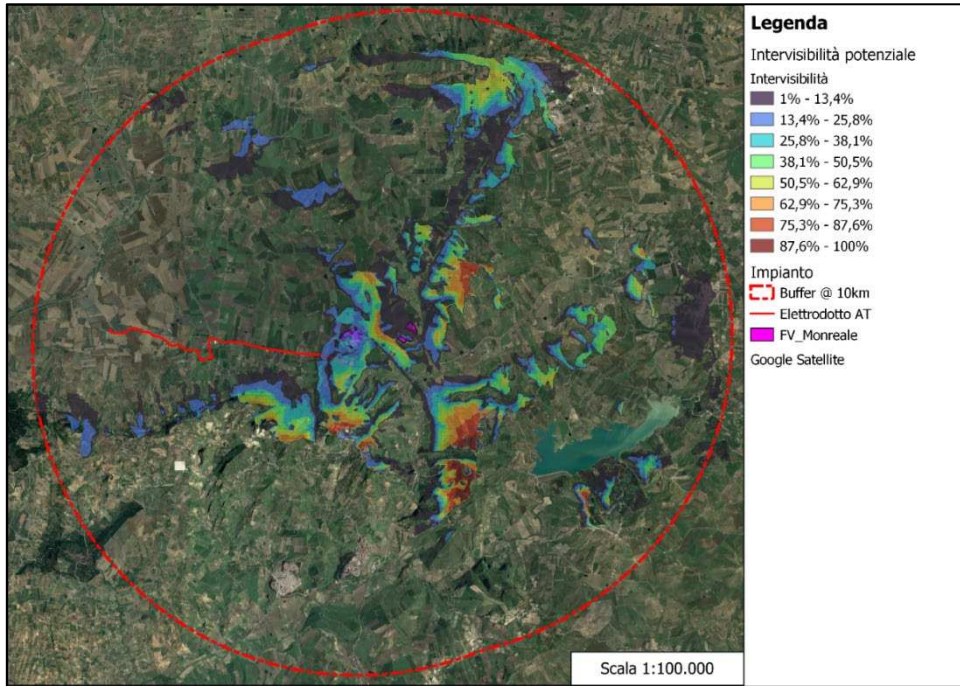 Legenda
Intervisibilità potenziale
Intervisibilità
1% - 13,4%
13,4% - 25,8%
25,8% - 38,1%
38,1% - 50,5%
50,5% - 62,9%
62,9% - 75,3%
75,3% - 87,6%
87,6% - 100%
Impianto
Buffer @ 10km
Elettrodotto AT
FV_Monreale
Google Satellite
Scala 1:100.000